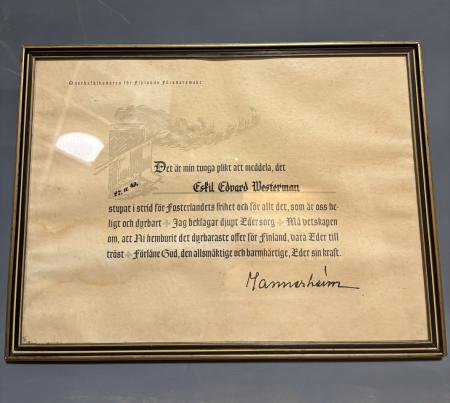 Överbefälhavaren för Finlands Försvarsmakt
Det är min tunga plikt att meddela, det
Eskil Edvard Westerman
stupat i strid för Fosterlandets frihet och för allt det, som är oss he-
ligt och dyrbart + Jag beklagar djupt Eder sorg + Må vetskapen
om, att Ni hemburit det dyrbaraste offer för Finland, vara Eder till
tröst + Förläne God, den allsmäktige och barmhärtige, Eder sin kraft.
Mannerheim